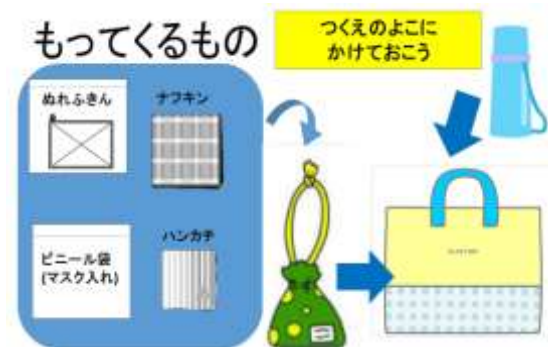 もってくるもの
つくえのよこに
かけておこう
ぬれふきん
ナフキン
ビニール袋
(マスク入れ)
ハンカチ